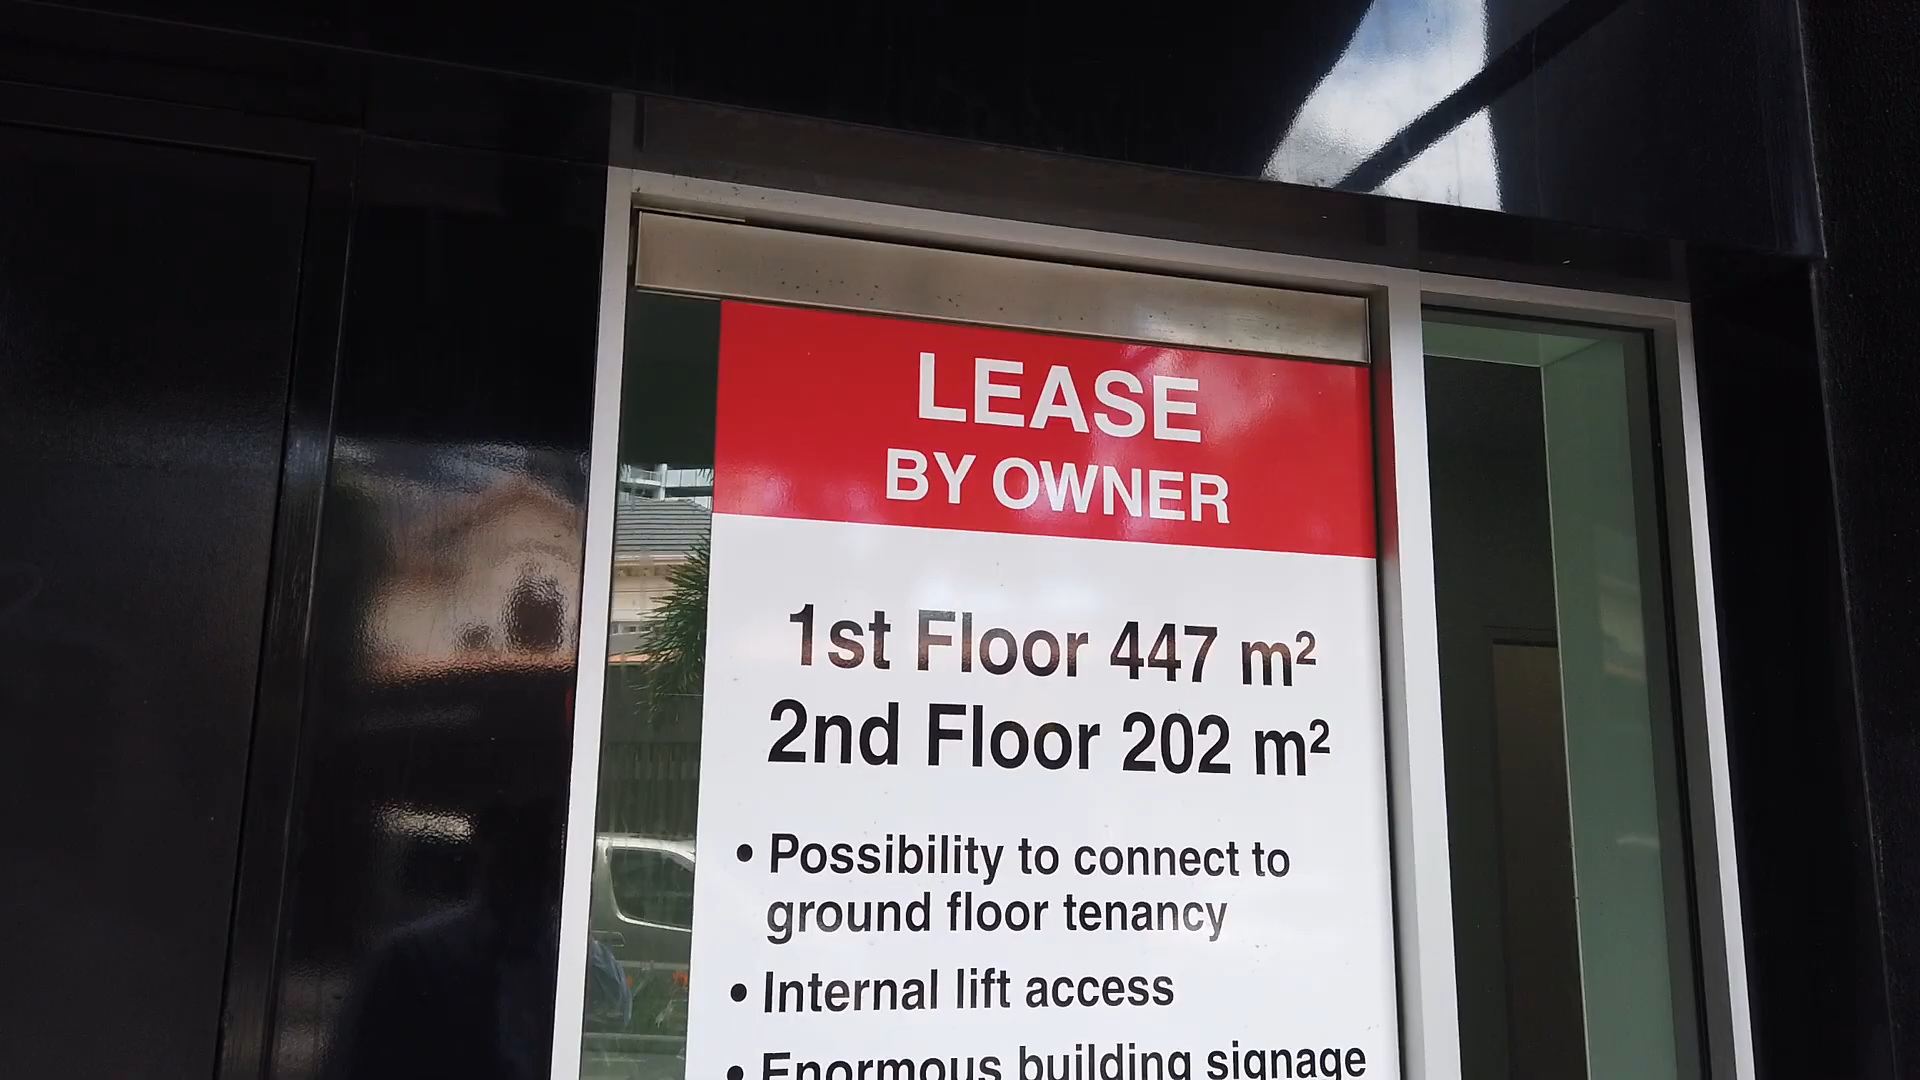 LEASE
BY OWNER
1st Floor 447 m²
2nd Floor 202 m²
• Possibility to connect to
ground floor tenancy
• Internal lift access
• Enormous building signage